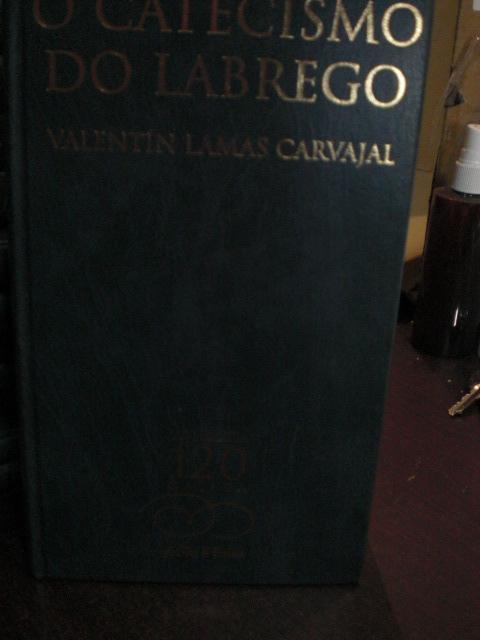 O CATECISMO
DO LABREGO
VALENTÍN LAMAS CARVAJAL
120